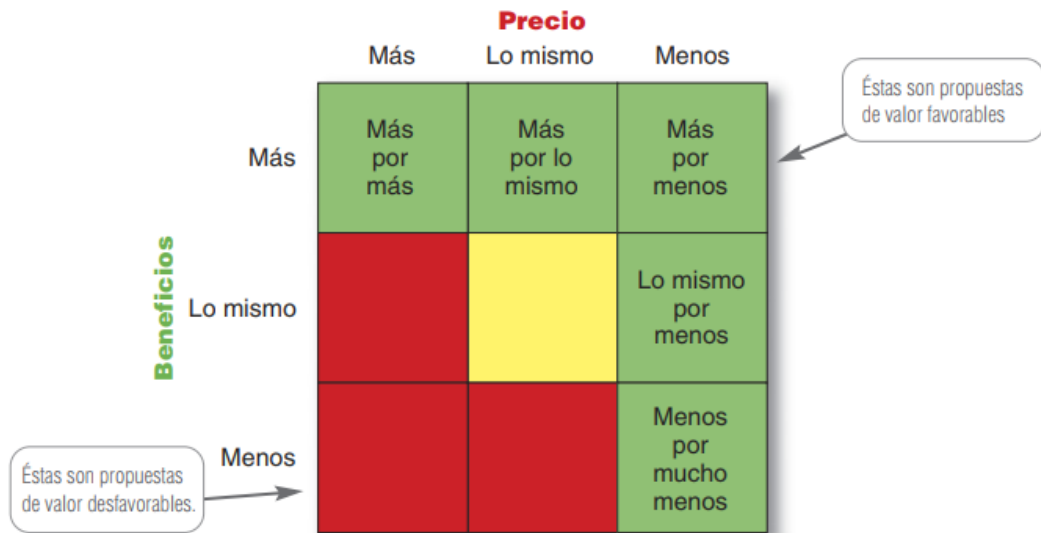 Precio
Más
Lo mismo
Menos
Éstas son propuestas
de valor favorables
Beneficios
Más
Más
por
más
Más
por lo
mismo
Más
por
menos
Lo mismo
Lo mismo
por
menos
Menos
Menos
por
mucho
menos
Éstas son propuestas
de valor desfavorables.